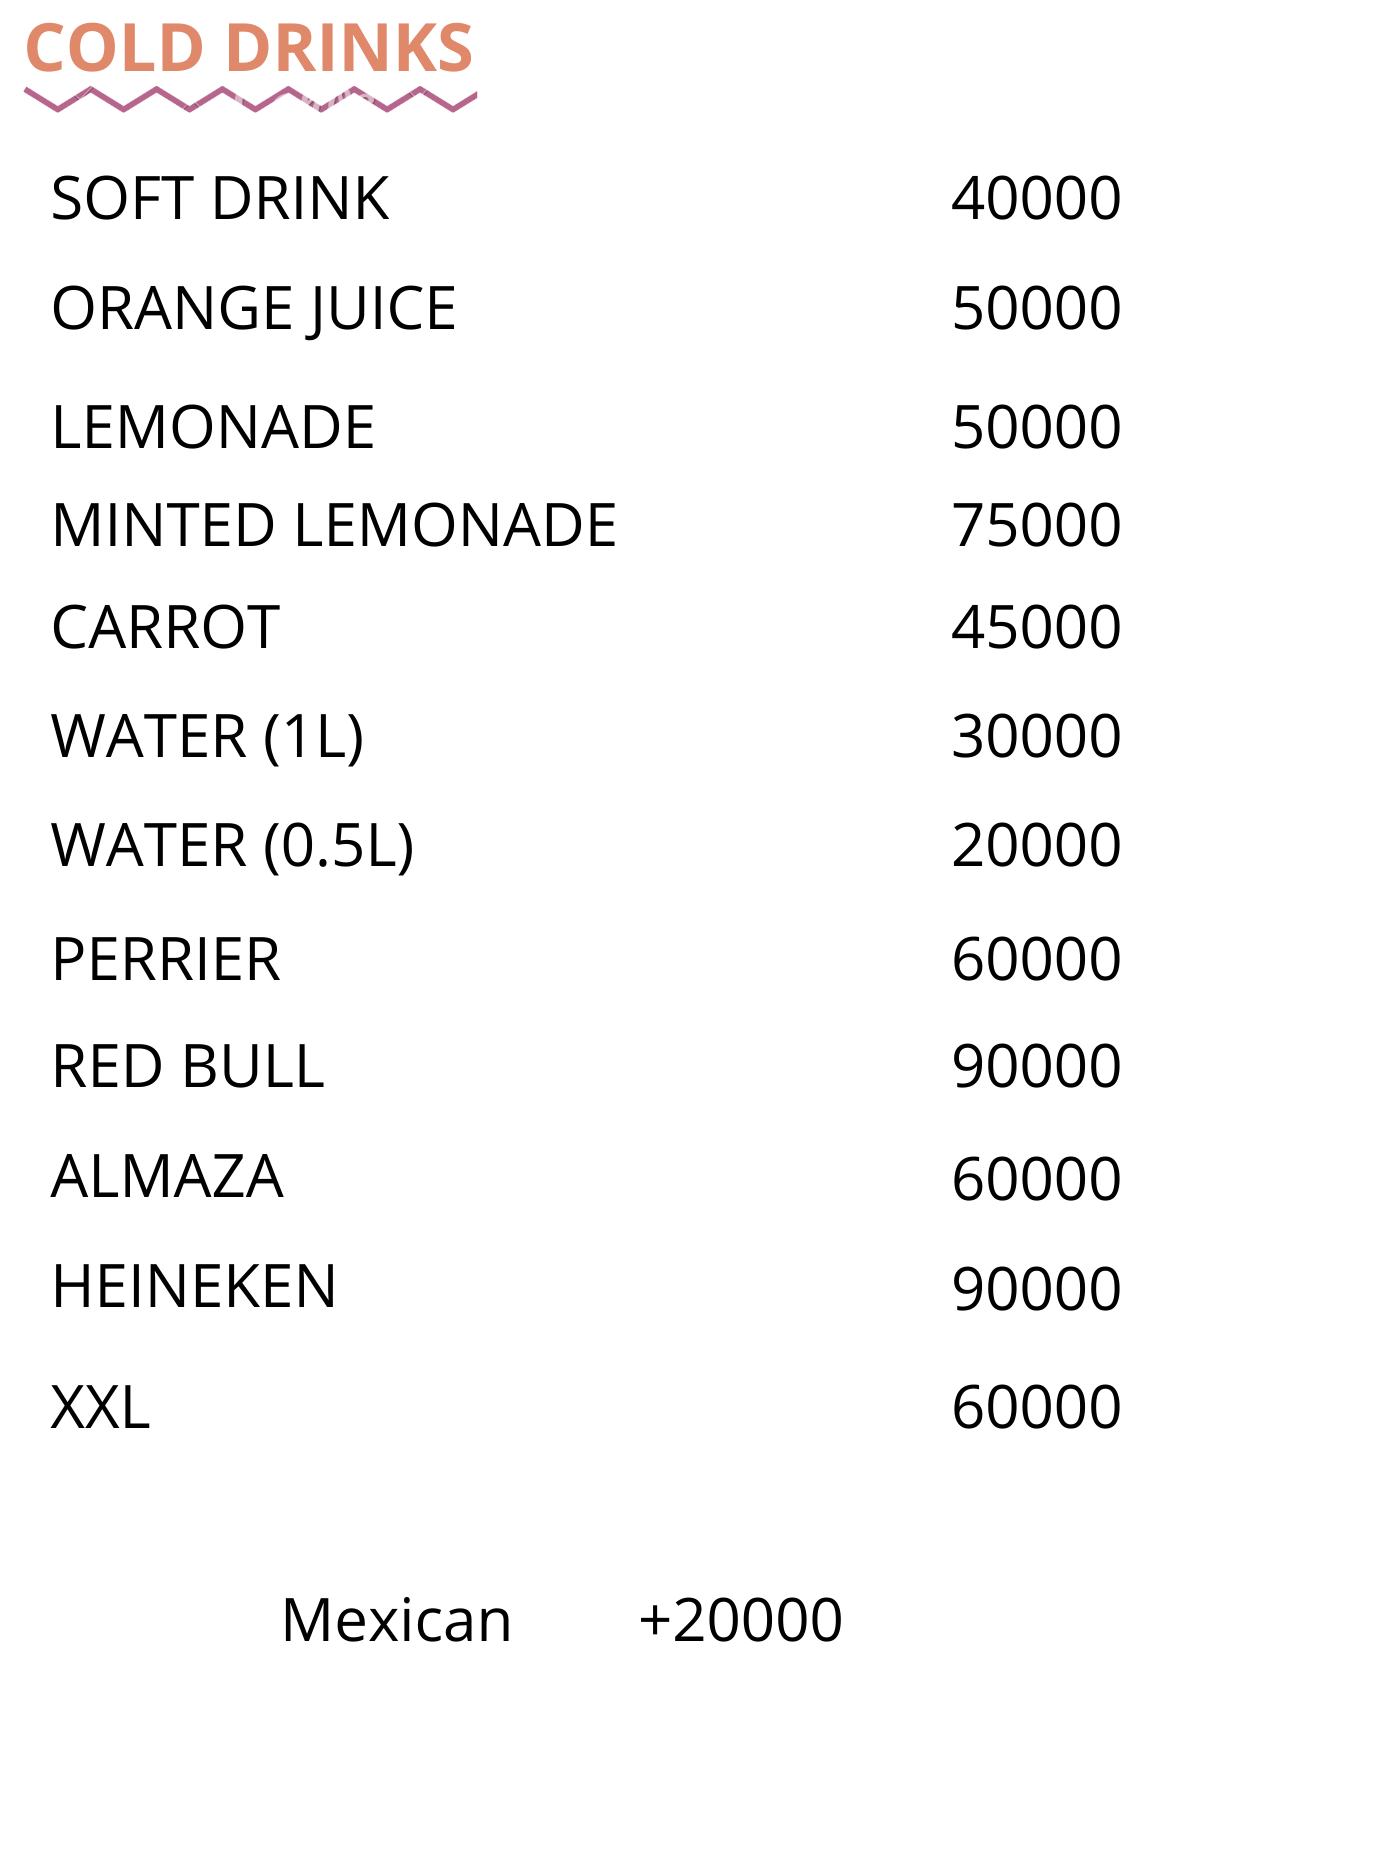 COLD DRINKS
SOFT DRINK 40000
ORANGE JUICE 50000
LEMONADE 50000
MINTED LEMONADE 75000
CARROT 45000
WATER (1L) 30000
WATER (0.5L) 20000
PERRIER 60000
RED BULL 90000
ALMAZA 60000
HEINEKEN 90000
XXL 60000
Mexican +20000